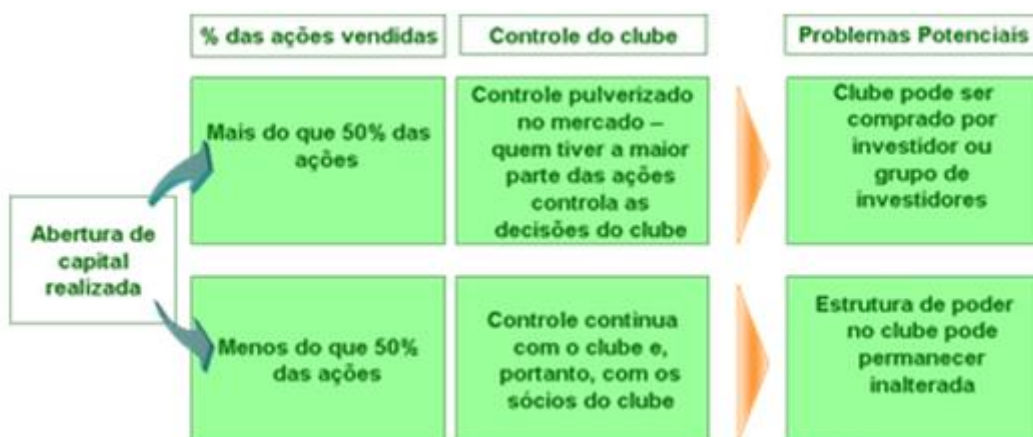 % das ações vendidas
Controle do clube
Problemas Potenciais
Abertura de
capital
realizada
Mais do que 50% das
ações
Controle pulverizado
no mercado –
quem tiver a maior
parte das ações
controla as
decisões do clube
Clube pode ser
comprado por
investidor ou
grupo de
investidores
Menos do que 50%
das ações
Controle continua
com o clube e,
portanto, com os
sócios do clube
Estrutura de poder
no clube pode
permanecer
inalterada